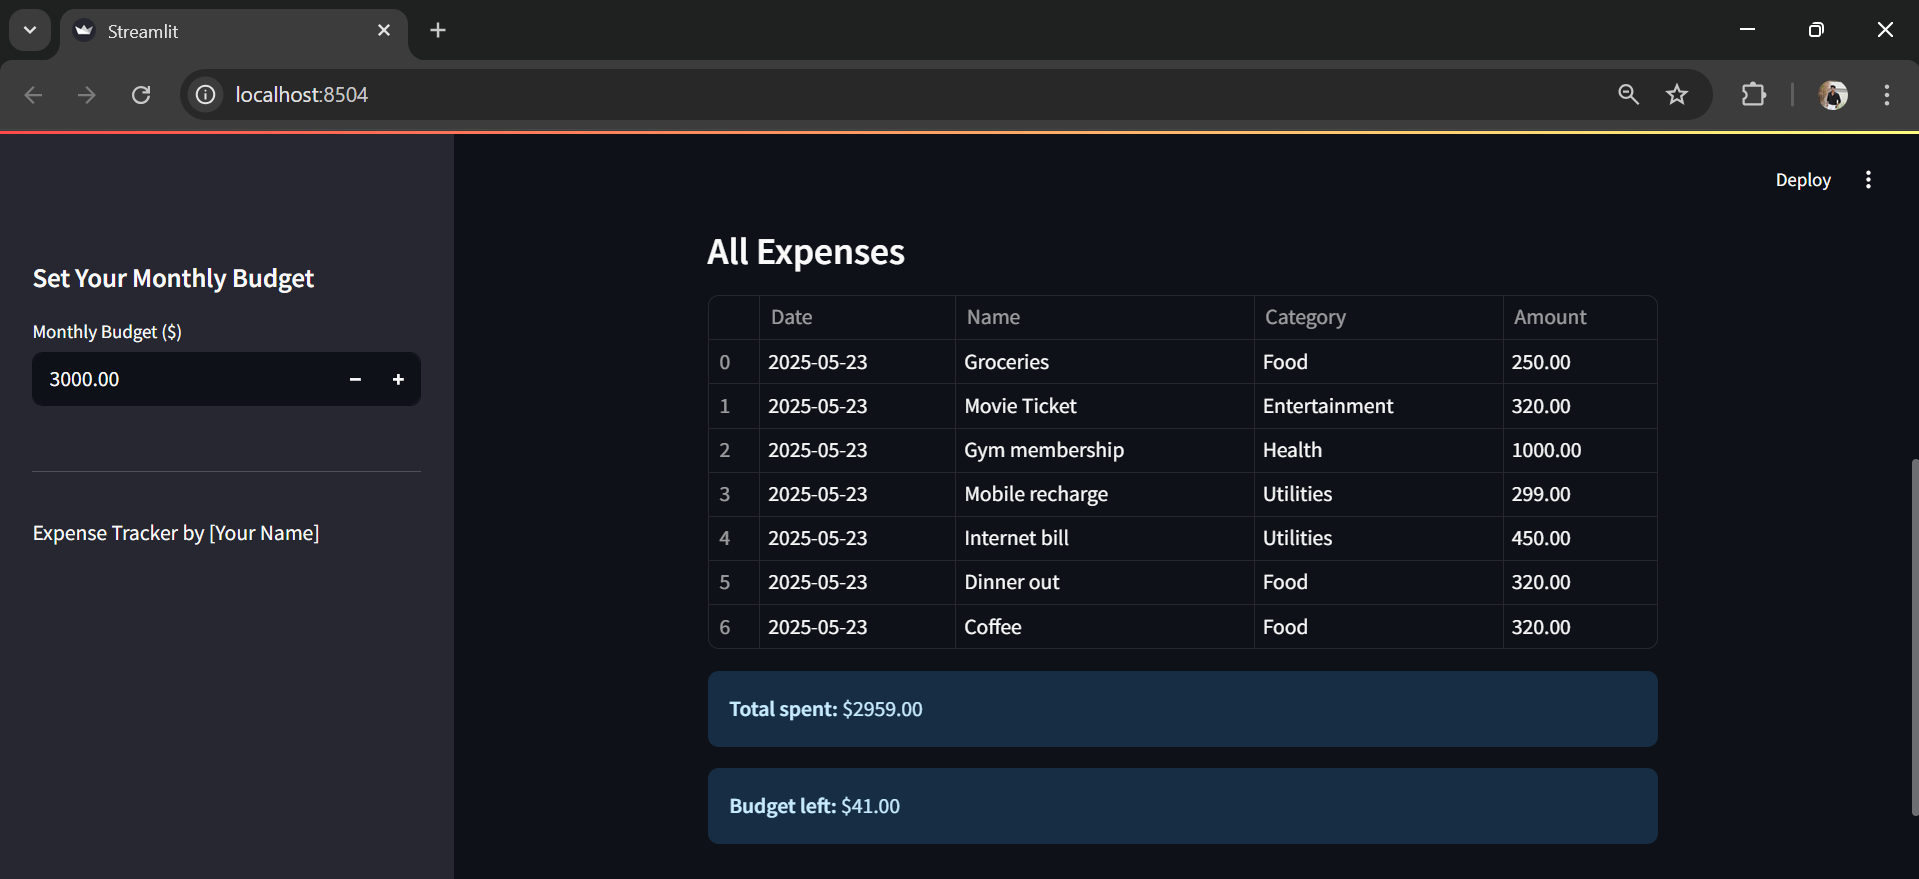 Streamlit
localhost:8504
Deploy
Set Your Monthly Budget
Monthly Budget ($)
3000.00
Expense Tracker by [Your Name]
All Expenses
Date Name Category Amount
0 2025-05-23 Groceries Food 250.00
1 2025-05-23 Movie Ticket Entertainment 320.00
2 2025-05-23 Gym membership Health 1000.00
3 2025-05-23 Mobile recharge Utilities 299.00
4 2025-05-23 Internet bill Utilities 450.00
5 2025-05-23 Dinner out Food 320.00
6 2025-05-23 Coffee Food 320.00
Total spent: $2959.00
Budget left: $41.00